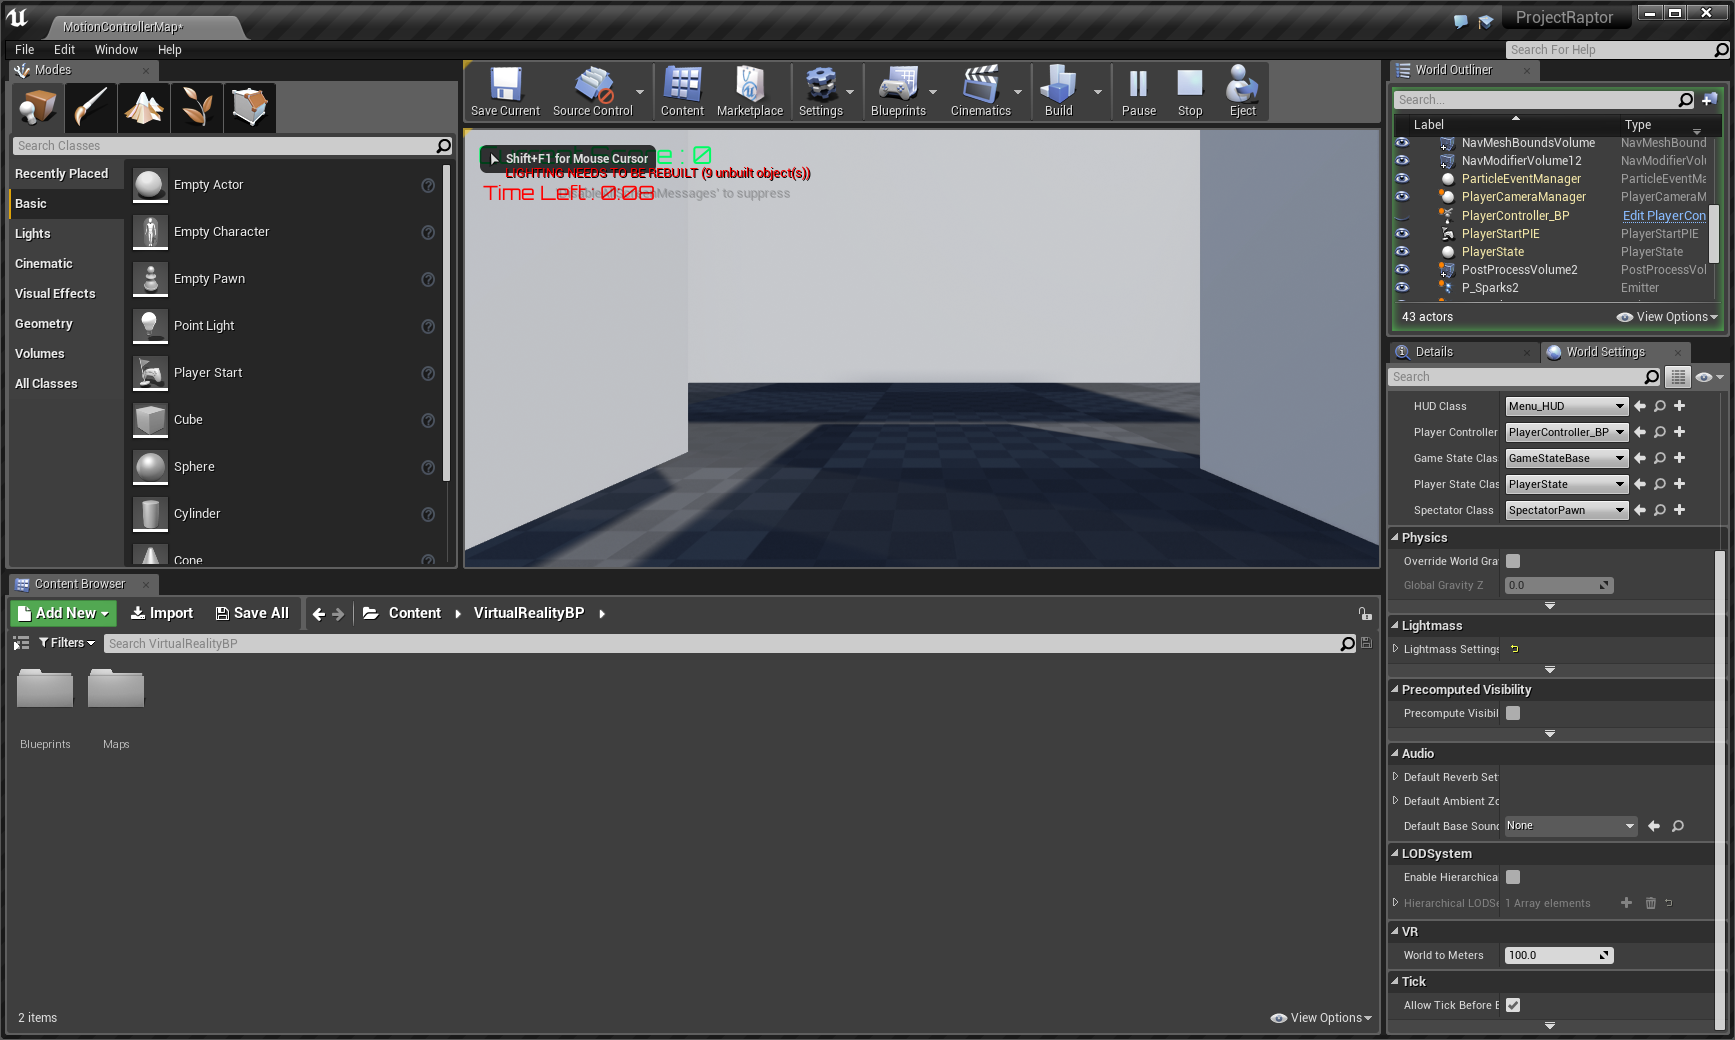 MotionControllerMap*
ProjectRaptor
File Edit Window Help
Search For Help
Modes
Search Classes
Recently Placed
Basic
Lights
Cinematic
Visual Effects
Geometry
Volumes
All Classes
Empty Actor
Empty Character
Empty Pawn
Point Light
Player Start
Cube
Sphere
Cylinder
Cone
Save Current Source Control Content Marketplace Settings Blueprints Cinematics Build Pause Stop Eject
e : 0
Shift+F1 for Mouse Cursor
LIGHTING NEEDS TO BE REBUILT (9 unbuilt object(s))
Time Left: 0:08
Messages' to suppress
World Outliner
Search...
Label Type
NavMeshBoundsVolume NavMeshBound
NavModifierVolume12 NavModifierVol
ParticleEventManager ParticleEventMa
PlayerCameraManager PlayerCameraM
PlayerController_BP Edit PlayerCon
PlayerStartPIE PlayerStartPIE
PlayerState PlayerState
PostProcessVolume2 PostProcessVol
P_Sparks2 Emitter
43 actors View Options
Details World Settings
Search
HUD Class Menu_HUD
Player Controller PlayerController_BP
Game State Clas GameStateBase
Player State Clas PlayerState
Spectator Class SpectatorPawn
Physics
Override World Gra
Global Gravity Z 0.0
Lightmass
Lightmass Settings
Precomputed Visibility
Precompute Visibil
Audio
Default Reverb Set
Default Ambient Zo
Default Base Soun None
LODSystem
Enable Hierarchica
Hierarchical LODSe 1 Array elements
VR
World to Meters 100.0
Tick
Allow Tick Before B
Content Browser
Add New Import Save All Content VirtualRealityBP
Filters Search VirtualRealityBP
Blueprints Maps
2 items View Options